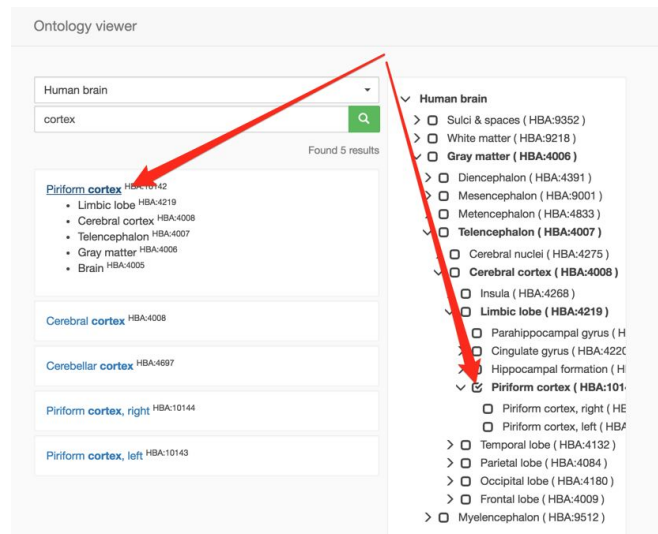 Ontology viewer
Human brain
cortex
Found 5 results
Piriform cortex HBA:10142
Limbic lobe HBA:4219
Cerebral cortex HBA:4008
Telencephalon HBA:4007
Gray matter HBA:4006
Brain HBA:4005
Cerebral cortex HBA:4008
Cerebellar cortex HBA:4697
Piriform cortex, right HBA:10144
Piriform cortex, left HBA:10143
Human brain
Sulci & spaces ( HBA:9352 )
White matter ( HBA:9218 )
Gray matter ( HBA:4006 )
Diencephalon ( HBA:4391 )
Mesencephalon ( HBA:9001 )
Metencephalon ( HBA:4833 )
Telencephalon ( HBA:4007 )
Cerebral nuclei ( HBA:4275 )
Cerebral cortex ( HBA:4008 )
Insula ( HBA:4268 )
Limbic lobe ( HBA:4219 )
Parahippocampal gyrus ( H
Cingulate gyrus ( HBA:4220
Hippocampal formation ( H
Piriform cortex ( HBA:101
Piriform cortex, right ( HB
Piriform cortex, left ( HBA
Temporal lobe ( HBA:4132 )
Parietal lobe ( HBA:4084 )
Occipital lobe ( HBA:4180 )
Frontal lobe ( HBA:4009 )
Myelencephalon ( HBA:9512 )